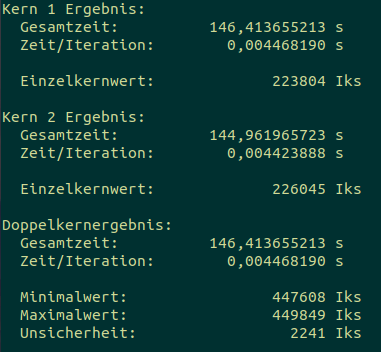 Kern 1 Ergebnis:
Gesamtzeit: 146,413655213 s
Zeit/Iteration: 0,004468190 s
Einzelkernwert: 223804 Iks
Kern 2 Ergebnis:
Gesamtzeit: 144,961965723 s
Zeit/Iteration: 0,004423888 s
Einzelkernwert: 226045 Iks
Doppelkernergebnis:
Gesamtzeit: 146,413655213 s
Zeit/Iteration: 0,004468190 s
Minimalwert: 447608 Iks
Maximalwert: 449849 Iks
Unsicherheit: 2241 Iks